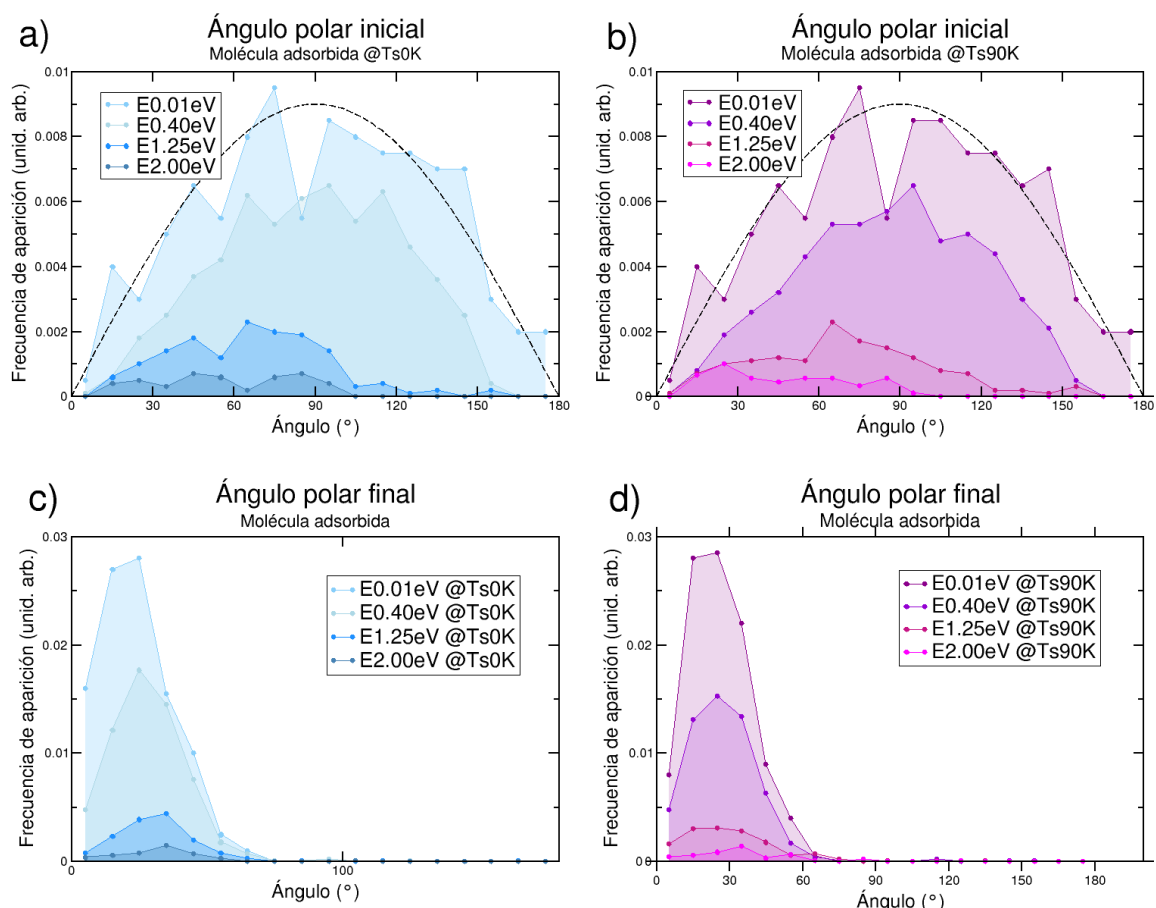 a)
Ángulo polar inicial
Molécula adsorbida @Ts0K
Frecuencia de aparición (unid. arb.)
0.01
0.008
0.006
0.004
0.002
0
E0.01eV
E0.40eV
E1.25eV
E2.00eV
0 30 60 90 120 150 180
Ángulo (°)
b)
Ángulo polar inicial
Molécula adsorbida @Ts90K
Frecuencia de aparición (unid. arb.)
0.01
0.008
0.006
0.004
0.002
0
E0.01eV
E0.40eV
E1.25eV
E2.00eV
0 30 60 90 120 150 180
Ángulo (°)
c)
Ángulo polar final
Molécula adsorbida
Frecuencia de aparición (unid. arb.)
0.03
0.02
0.01
0
E0.01eV @Ts0K
E0.40eV @Ts0K
E1.25eV @Ts0K
E2.00eV @Ts0K
100
Ángulo (°)
d)
Ángulo polar final
Molécula adsorbida
Frecuencia de aparición (unid. arb.)
0.03
0.02
0.01
0
E0.01eV @Ts90K
E0.40eV @Ts90K
E1.25eV @Ts90K
E2.00eV @Ts90K
0 30 60 90 120 150 180
Ángulo (°)